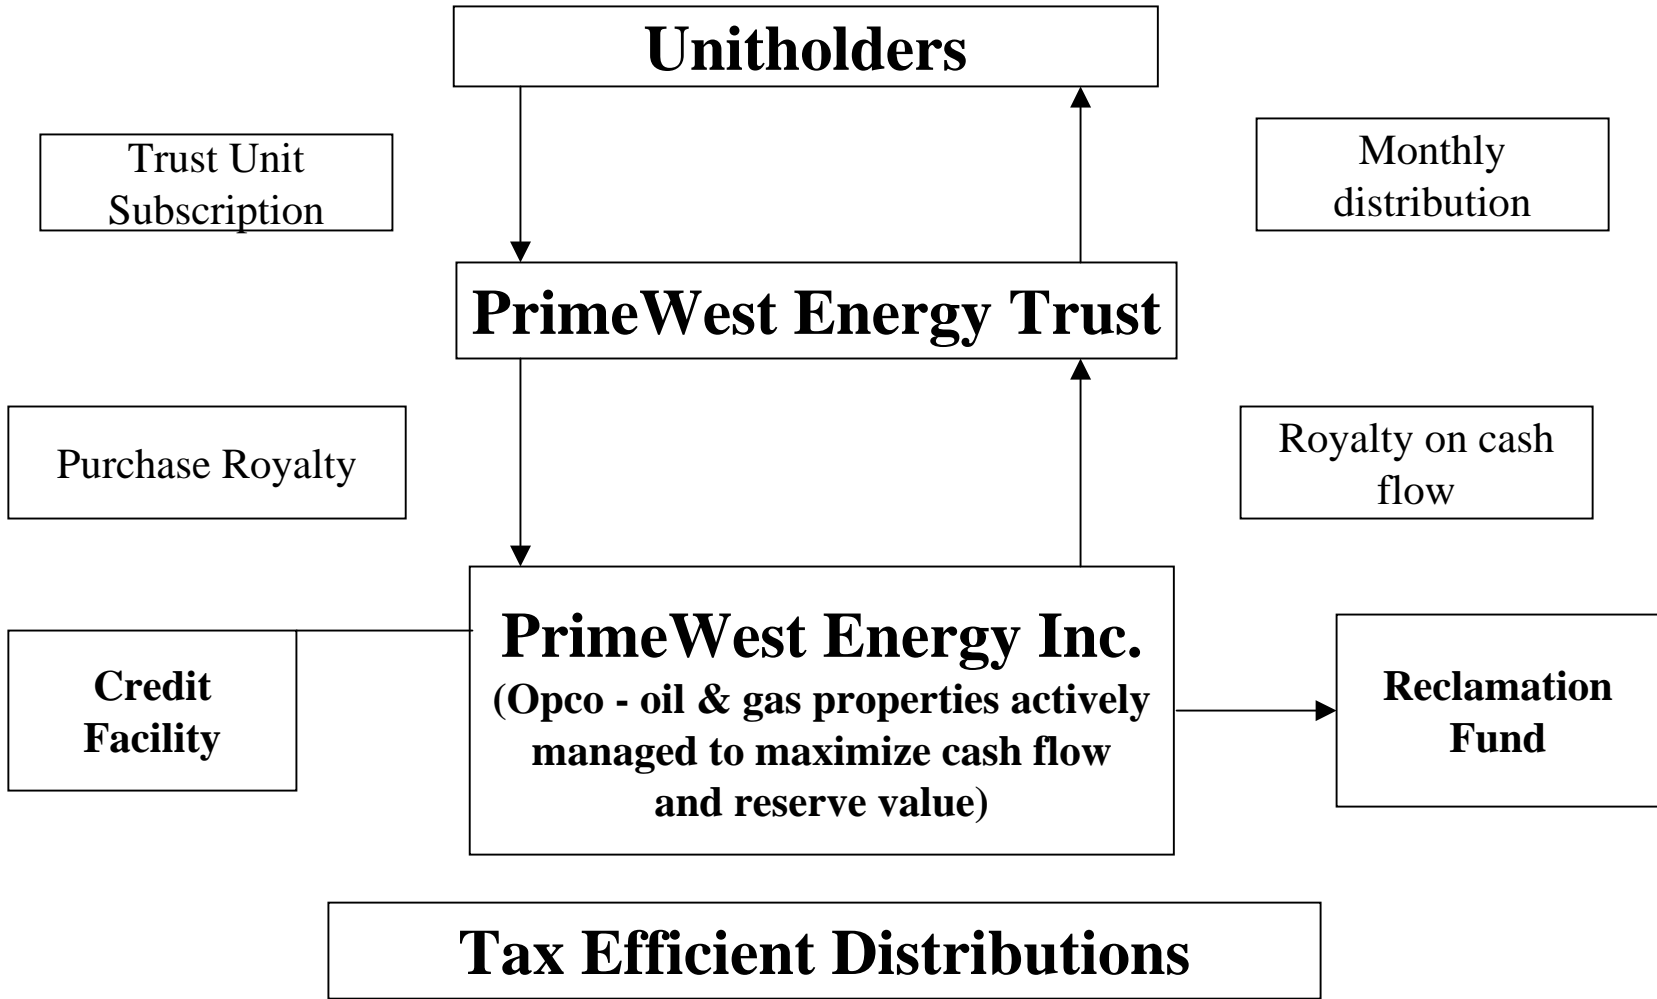 Unitholders
Trust Unit
Subscription
Monthly
distribution
PrimeWest Energy Trust
Purchase Royalty
Royalty on cash
flow
Credit
Facility
PrimeWest Energy Inc.
(Opco - oil & gas properties actively
managed to maximize cash flow
and reserve value)
Reclamation
Fund
Tax Efficient Distributions